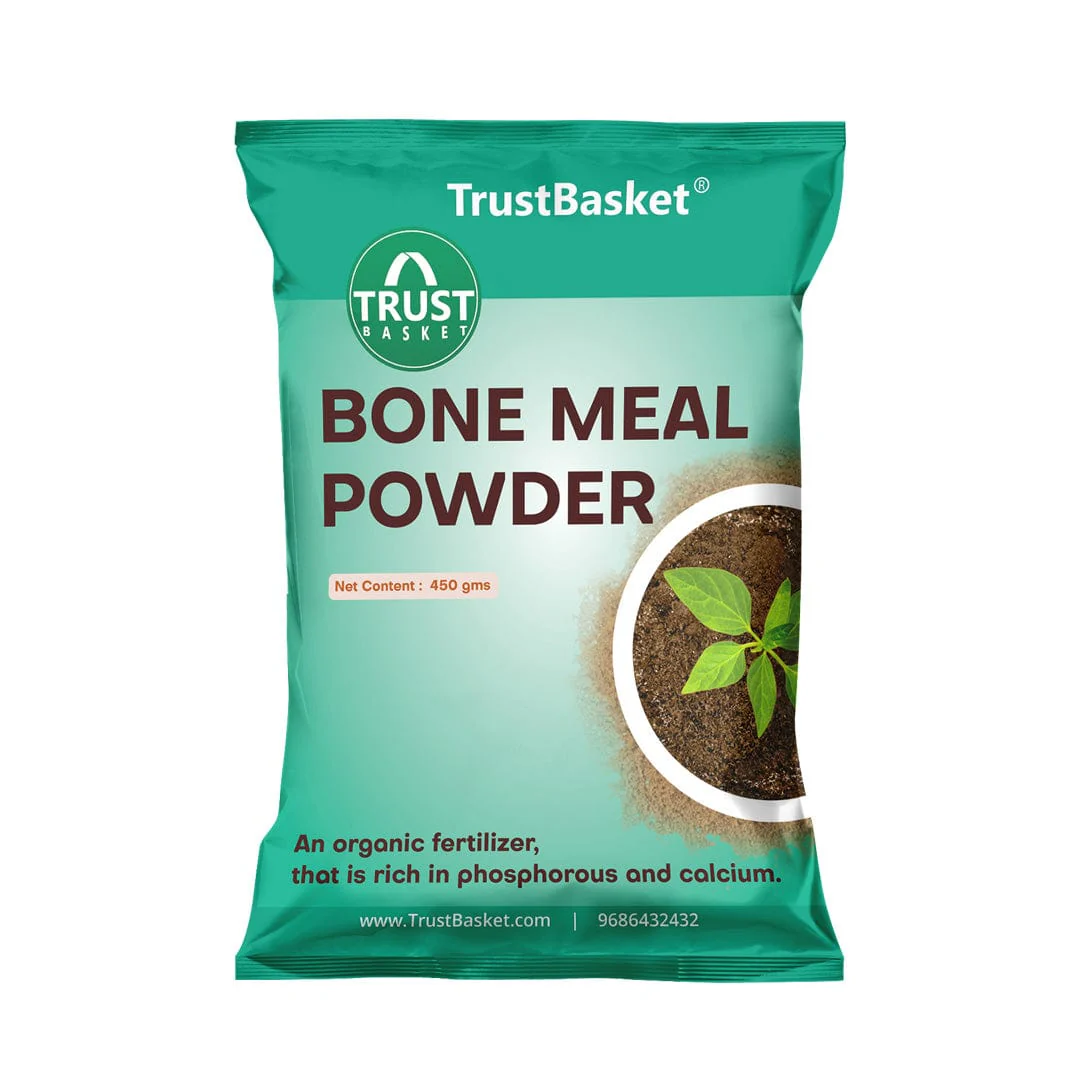 TrustBasket®
TRUST
BASKET
BONE MEAL
POWDER
Net Content : 450 gms
An organic fertilizer,
that is rich in phosphorous and calcium.
www.TrustBasket.com | 9686432432